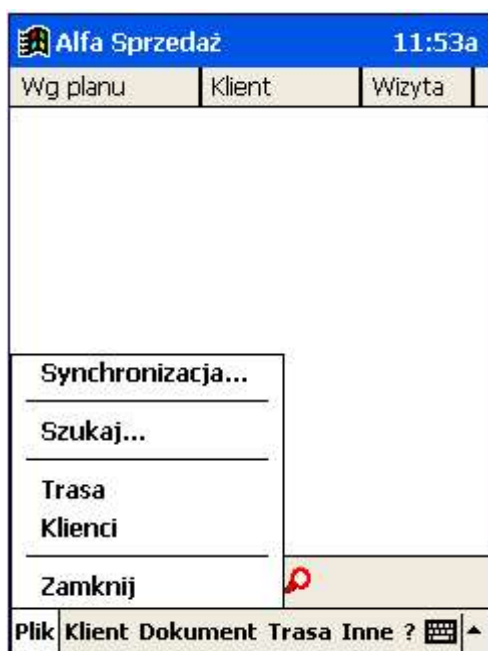 Alfa Sprzedaż 11:53a
Wg planu Klient Wizyta
Synchronizacja...
Szukaj...
Trasa
Klienci
Zamknij
Plik Klient Dokument Trasa Inne ?